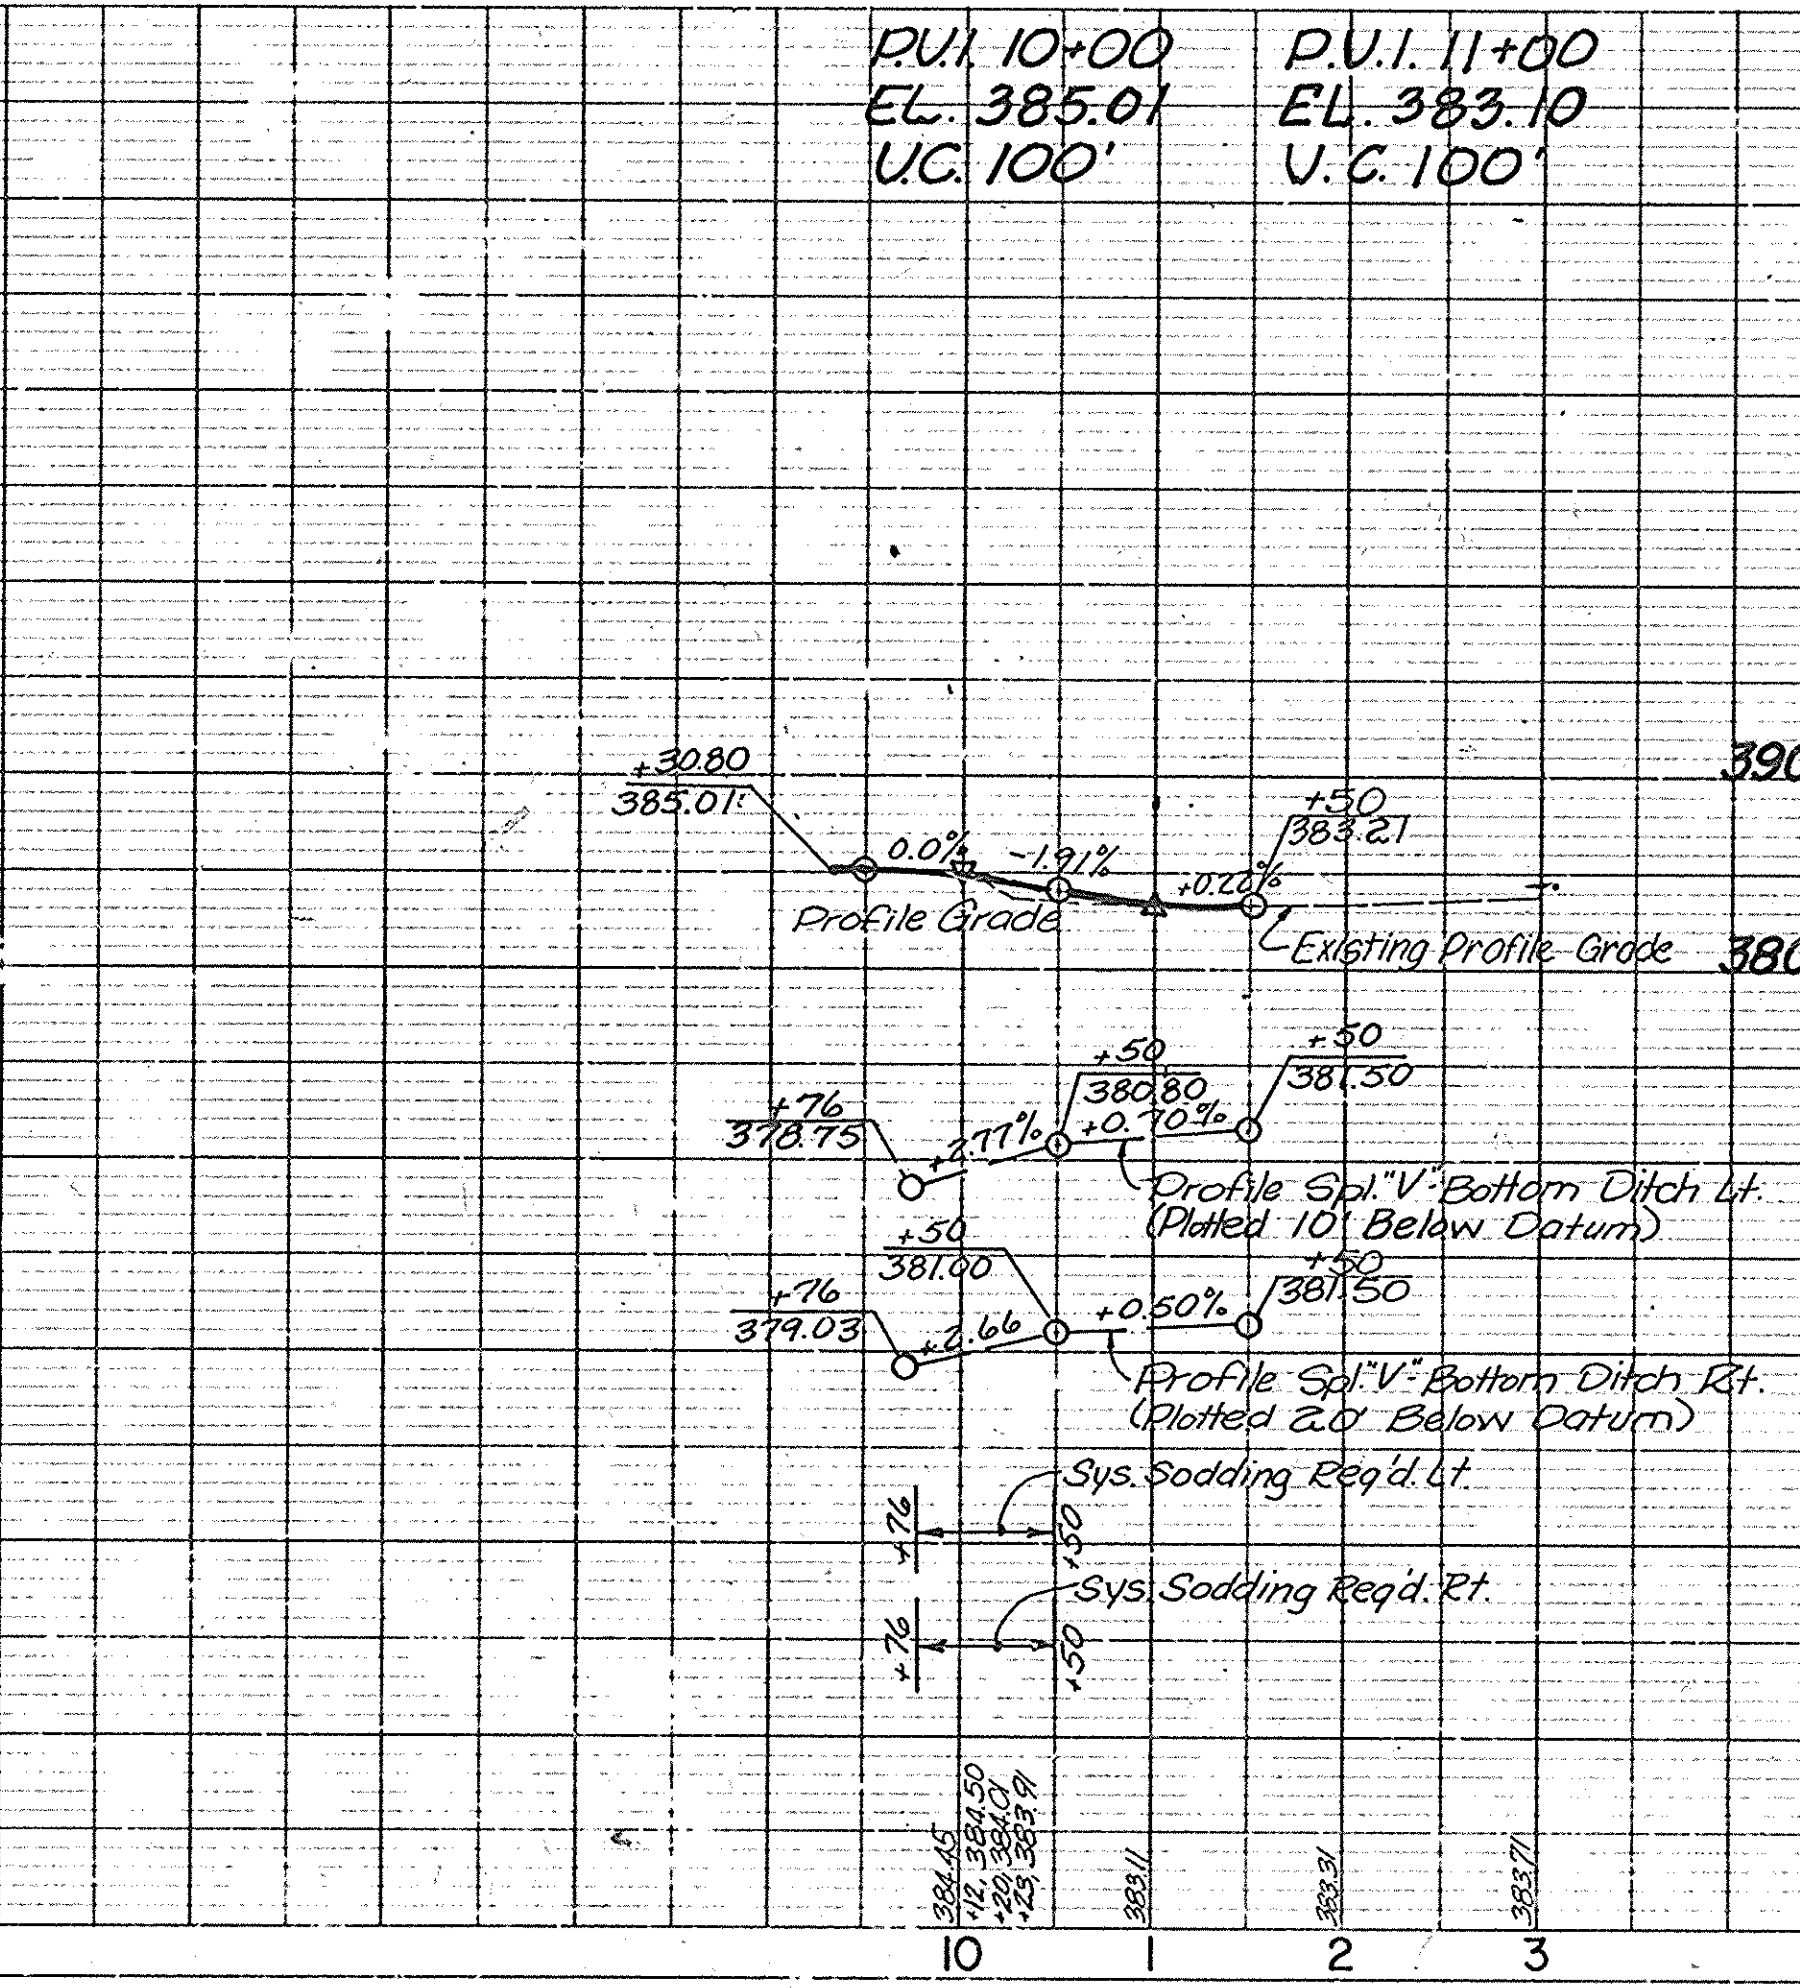 P.V.I. 10+00
EL. 385.01
V.C. 100'
P.V.I. 11+00
EL. 383.10
V.C. 100'
390
+30.80
385.01
+50
383.21
0.0%
-1.91%
Profile Grade
Existing Profile Grade
380
+50
380.80
+50
381.50
+76
378.75
+2.77%
+0.70%
Profile Spl. "V"-Bottom Ditch Lt.
(Plotted 10' Below Datum)
+50
381.00
+50
381.50
+76
379.03
+2.66
+0.50%
Profile Spl. "V"-Bottom Ditch Rt.
(Plotted 20' Below Datum)
Sys. Sodding Req'd. Lt.
+76
+50
Sys. Sodding Req'd. Rt.
+76
+50
384.45
+12, 384.50
+20, 384.01
+23, 383.91
383.11
383.31
383.71
10
1
2
3